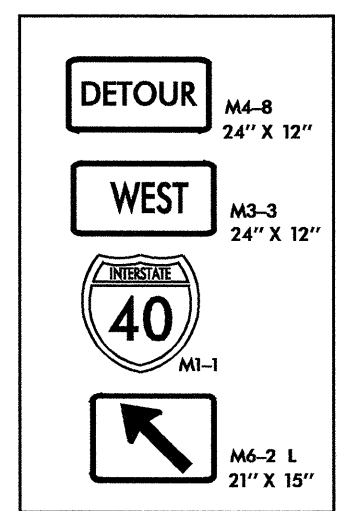 DETOUR
M4–8
24" X 12"
WEST
M3–3
24" X 12"
INTERSTATE
40
M1–1
M6–2 L
21" X 15"